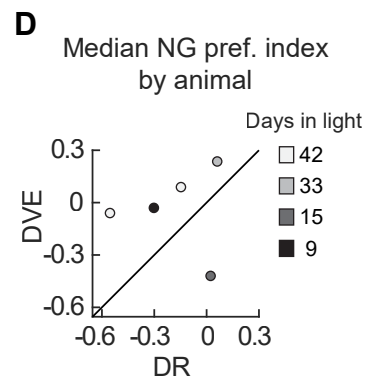 D
Median NG pref. index
by animal
Days in light
42
33
15
9
0.3
0
-0.3
-0.6
DVE
-0.6 -0.3 0 0.3
DR